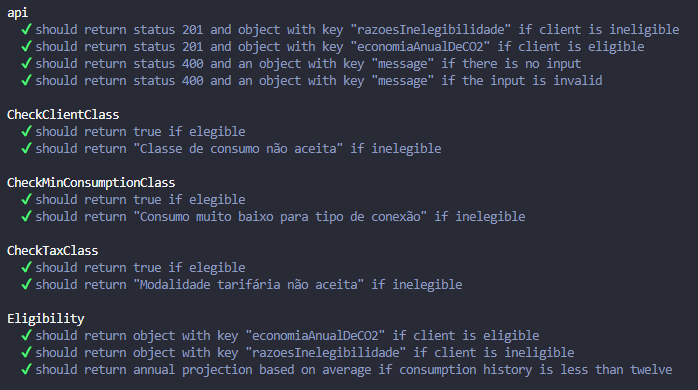 api
✓ should return status 201 and object with key "razoesInelegibilidade" if client is ineligible
✓ should return status 201 and object with key "economiaAnualDeCO2" if client is eligible
✓ should return status 400 and an object with key "message" if there is no input
✓ should return status 400 and an object with key "message" if the input is invalid
CheckClientClass
✓ should return true if elegible
✓ should return "Classe de consumo não aceita" if inelegible
CheckMinConsumptionClass
✓ should return true if elegible
✓ should return "Consumo muito baixo para tipo de conexão" if inelegible
CheckTaxClass
✓ should return true if elegible
✓ should return "Modalidade tarifária não aceita" if inelegible
Eligibility
✓ should return object with key "economiaAnualDeCO2" if client is eligible
✓ should return object with key "razoesInelegibilidade" if client is ineligible
✓ should return annual projection based on average if consumption history is less than twelve